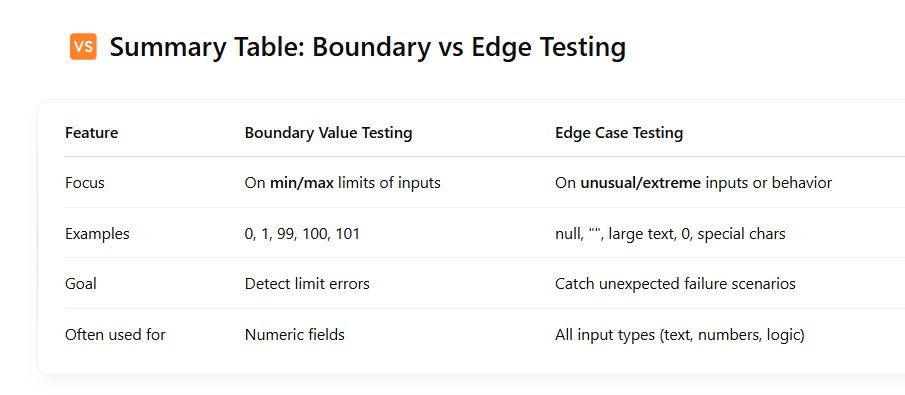 VS Summary Table: Boundary vs Edge Testing
Feature Boundary Value Testing Edge Case Testing
Focus On min/max limits of inputs On unusual/extreme inputs or behavior
Examples 0, 1, 99, 100, 101 null, "", large text, 0, special chars
Goal Detect limit errors Catch unexpected failure scenarios
Often used for Numeric fields All input types (text, numbers, logic)